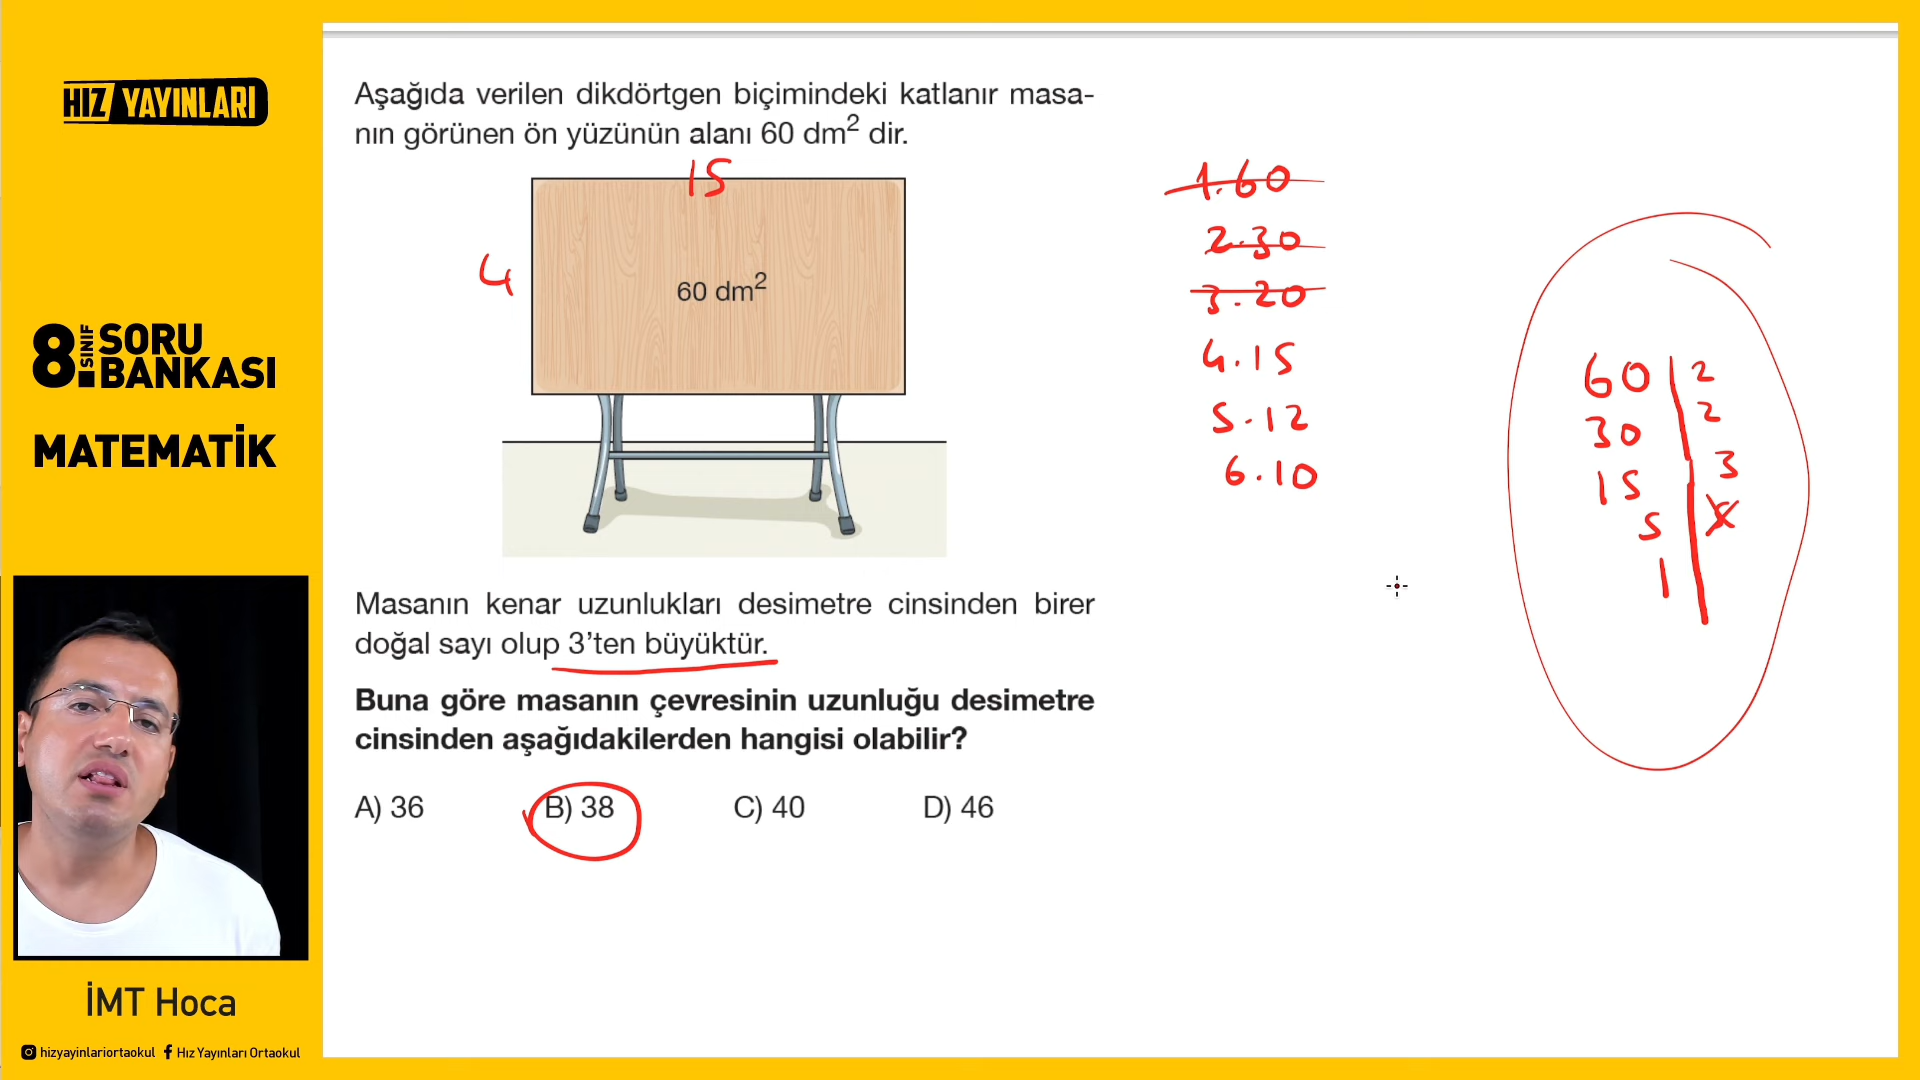 HIZ YAYINLARI
8. SINIF SORU BANKASI
MATEMATİK
İMT Hoca
hizyayinlariortaokul Hız Yayınları Ortaokul
Aşağıda verilen dikdörtgen biçimindeki katlanır masa-
nın görünen ön yüzünün alanı 60 dm² dir.
15
4
60 dm²
Masanın kenar uzunlukları desimetre cinsinden birer
doğal sayı olup 3’ten büyüktür.
Buna göre masanın çevresinin uzunluğu desimetre
cinsinden aşağıdakilerden hangisi olabilir?
A) 36 B) 38 C) 40 D) 46
1.60
2.30
3.20
4.15
5.12
6.10
60 2
30 2
15 3
5
1